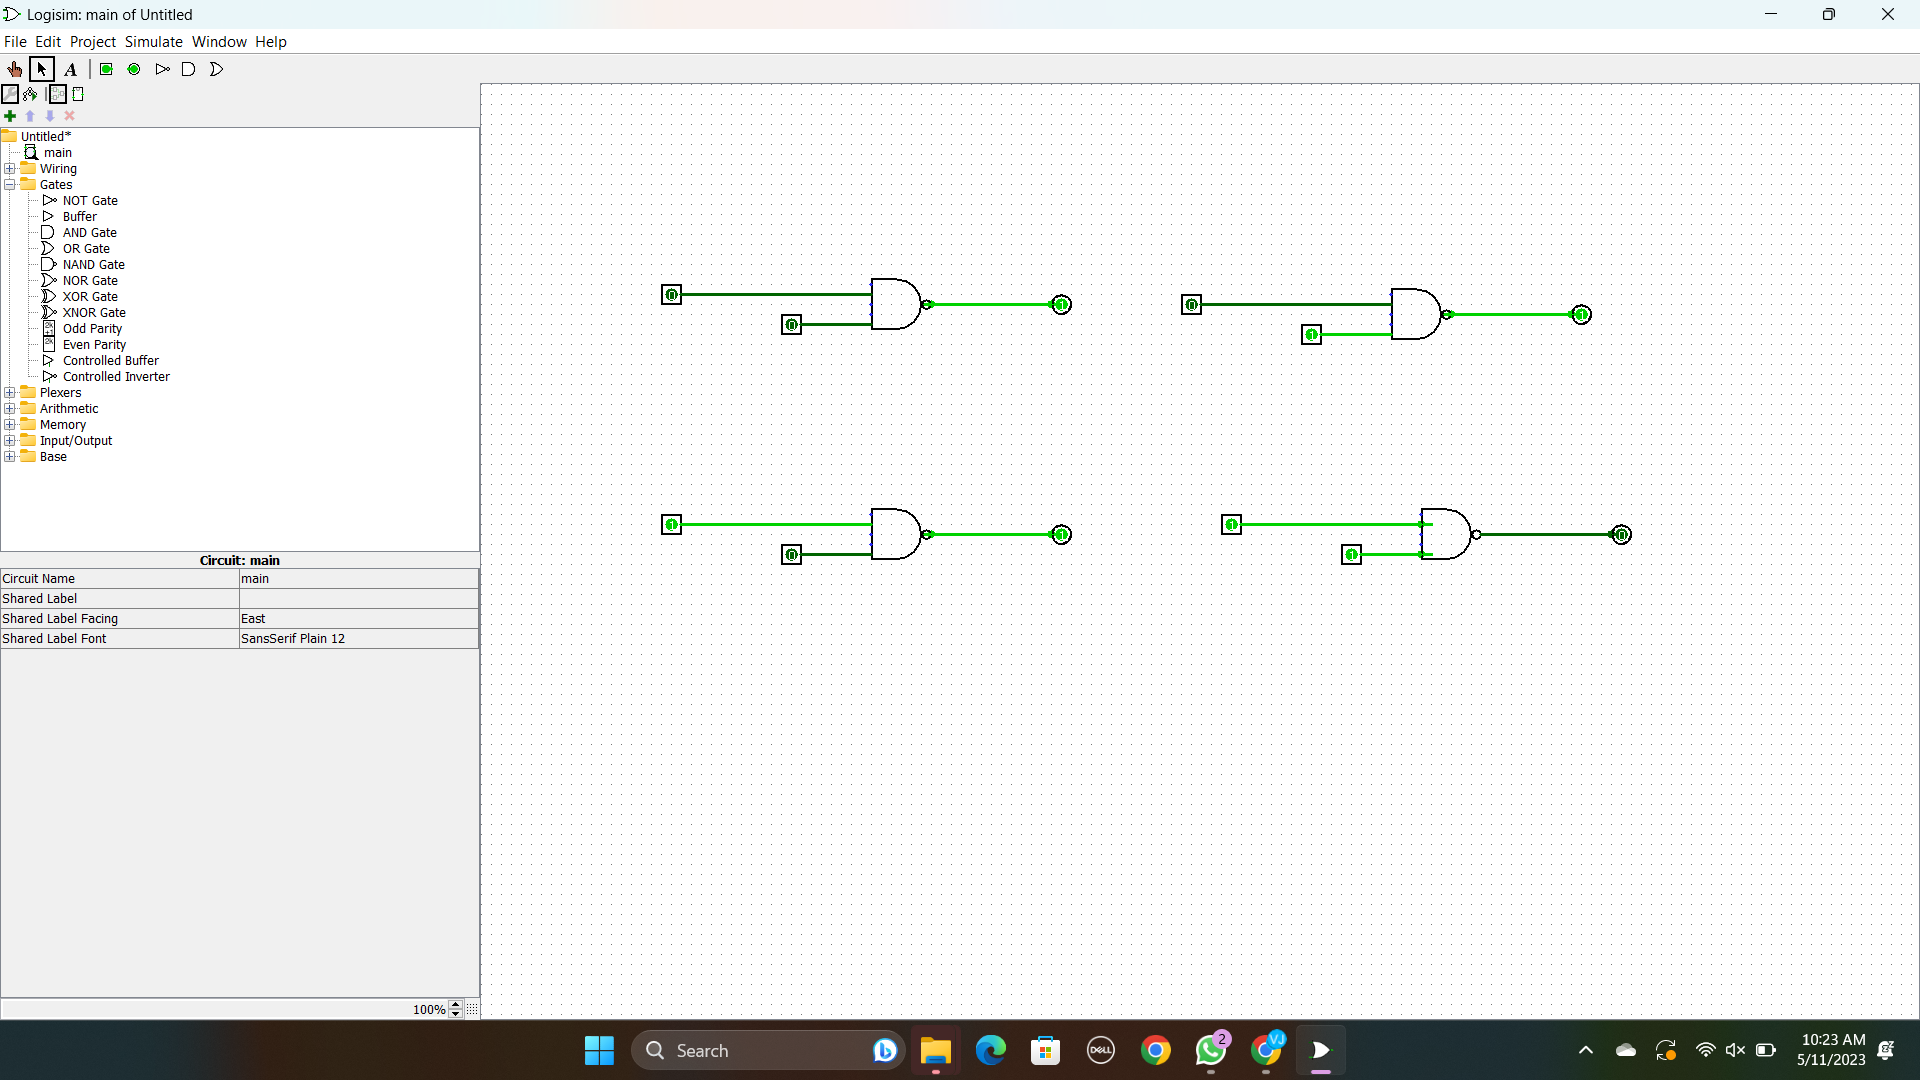 Logisim: main of Untitled
File Edit Project Simulate Window Help
A
Untitled*
main
Wiring
Gates
NOT Gate
Buffer
AND Gate
OR Gate
NAND Gate
NOR Gate
XOR Gate
XNOR Gate
Odd Parity
Even Parity
Controlled Buffer
Controlled Inverter
Plexers
Arithmetic
Memory
Input/Output
Base
Circuit: main
Circuit Name main
Shared Label
Shared Label Facing East
Shared Label Font SansSerif Plain 12
100%
0 1 0 1
0 1
1 1 1 0
0 1
Search
DELL
2
VJ
10:23 AM
5/11/2023